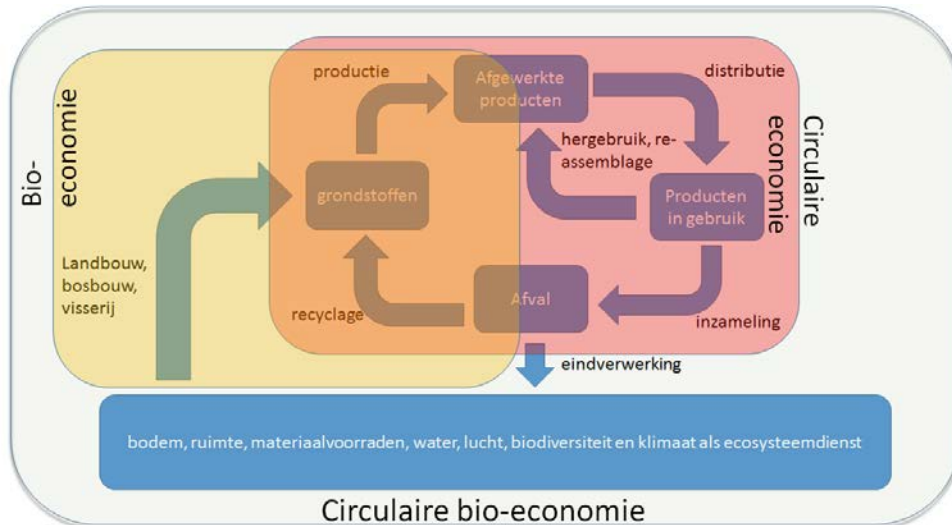 productie
Afgewerkte
producten
distributie
hergebruik, re-
assemblage
Bio-
economie
Circulaire
economie
grondstoffen
Producten
in gebruik
Landbouw,
bosbouw,
visserij
recyclage
Afval
inzameling
eindverwerking
bodem, ruimte, materiaalvoorraden, water, lucht, biodiversiteit en klimaat als ecosysteemdienst
Circulaire bio-economie